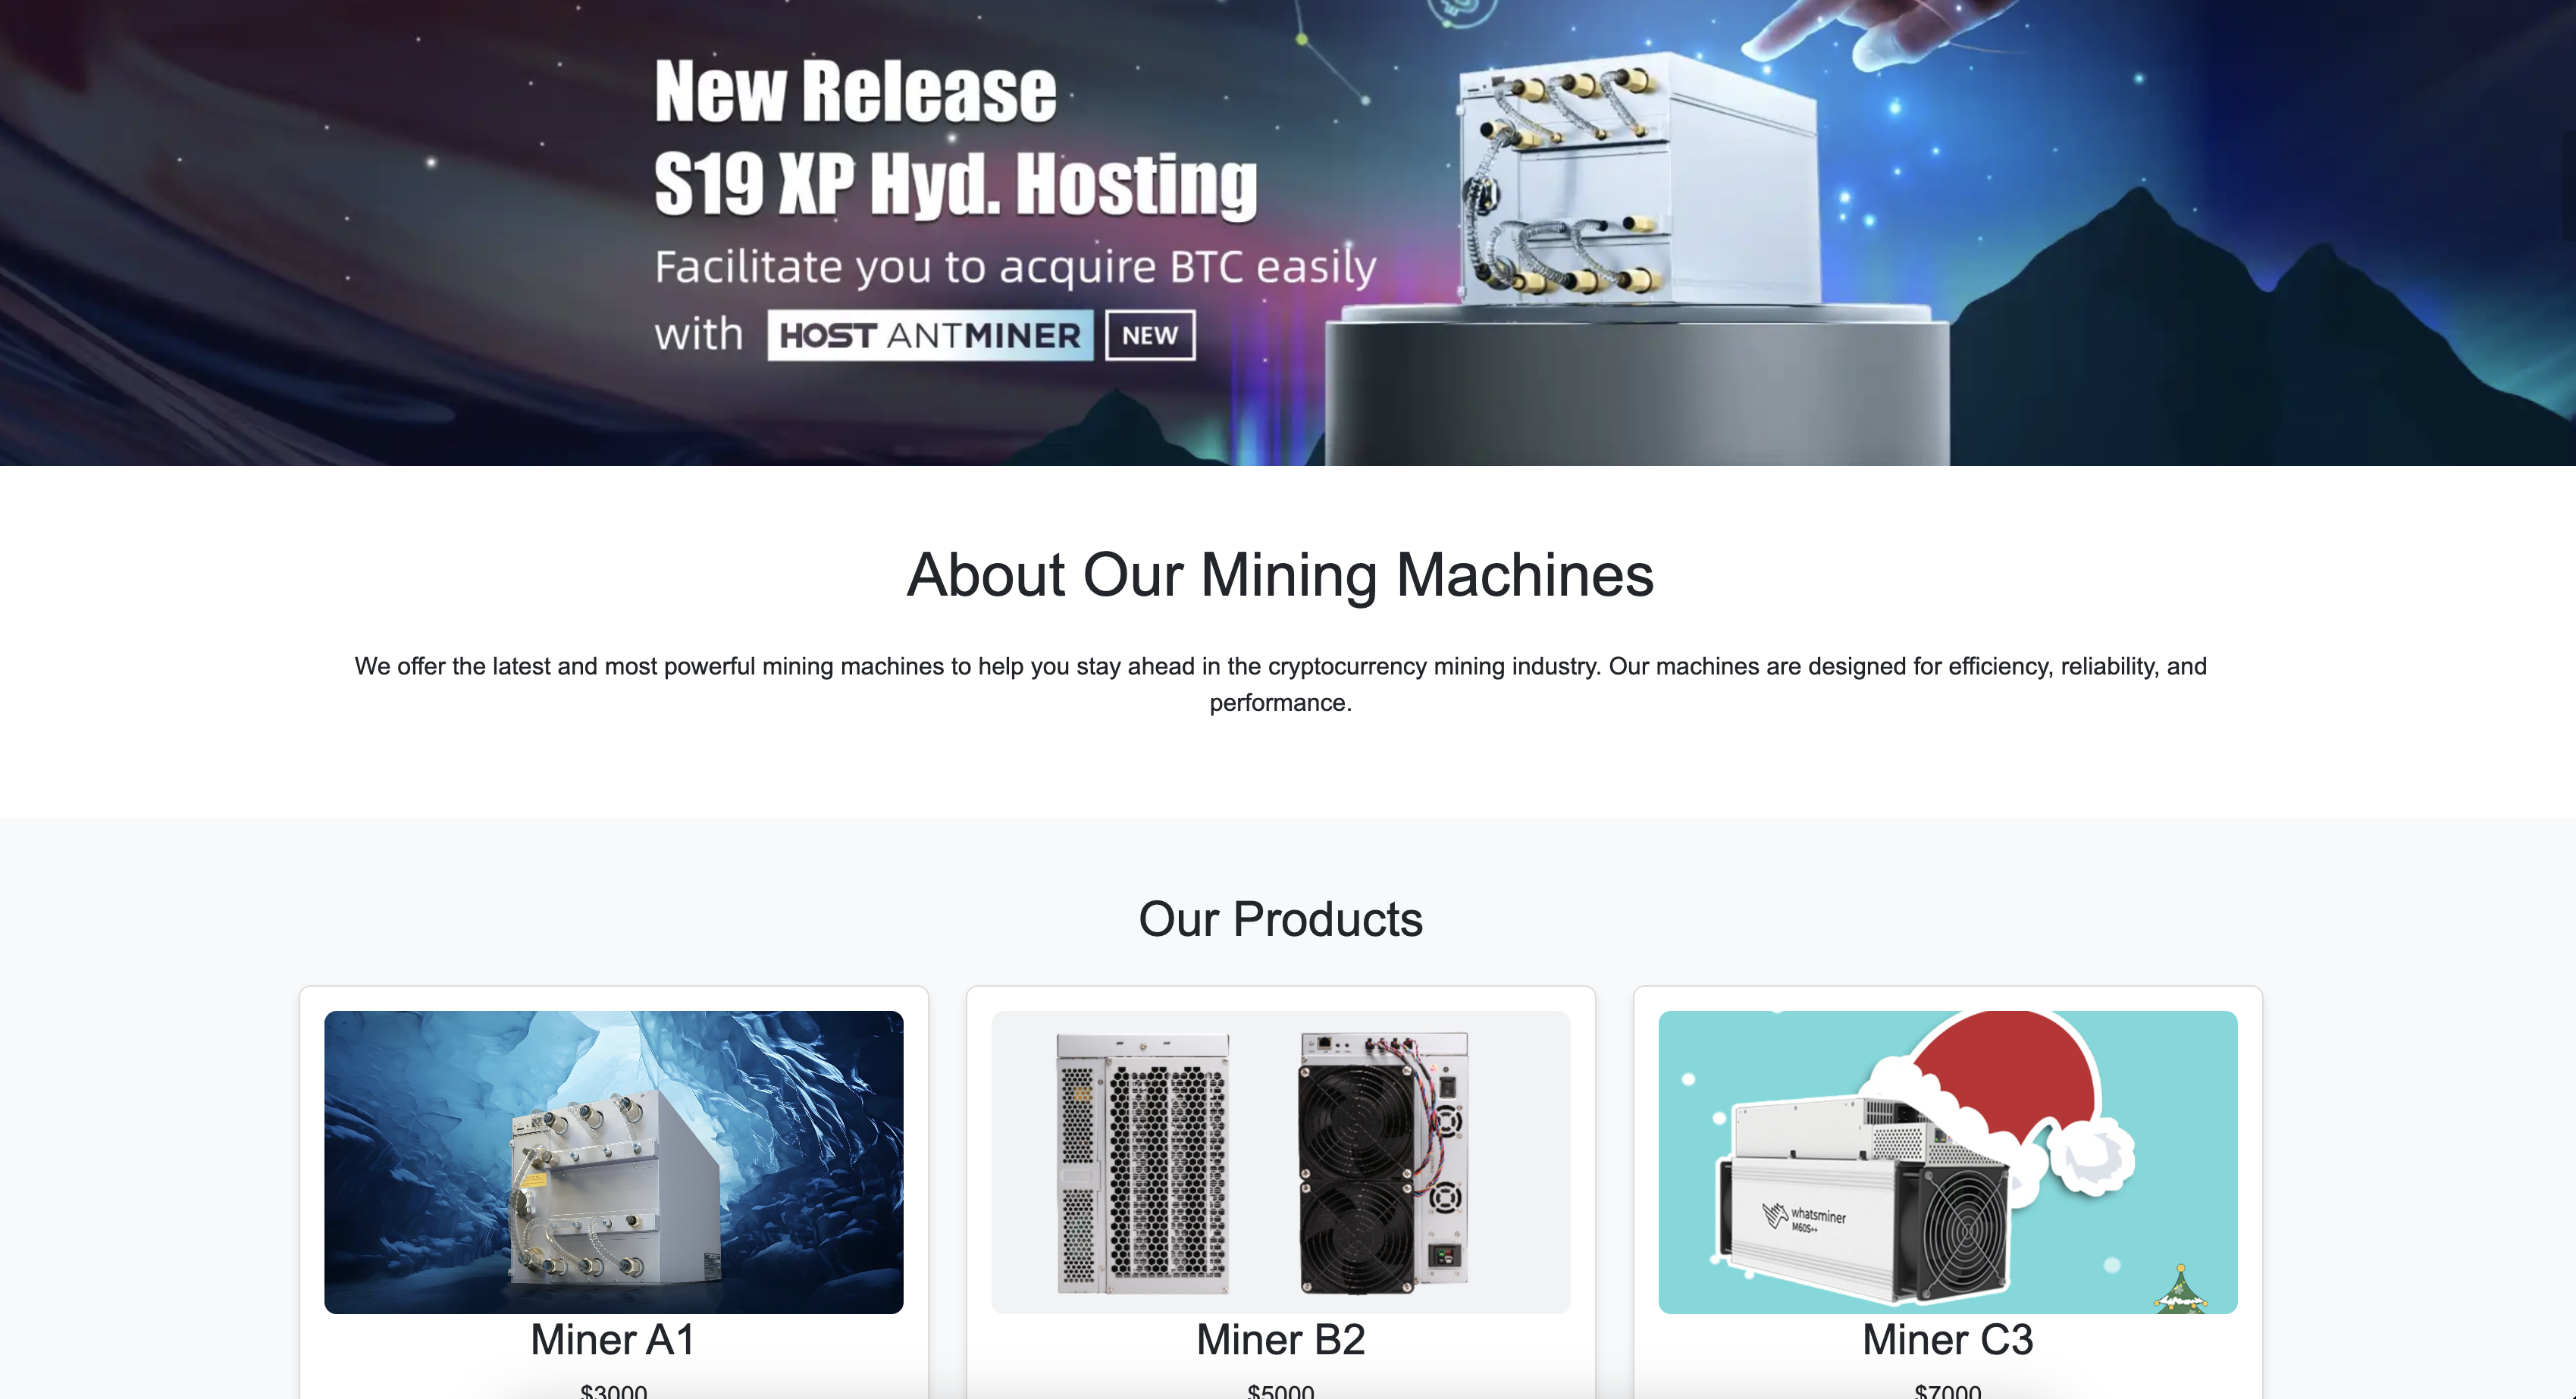 New Release
S19 XP Hyd. Hosting
Facilitate you to acquire BTC easily
with HOST ANTMINER NEW
About Our Mining Machines
We offer the latest and most powerful mining machines to help you stay ahead in the cryptocurrency mining industry. Our machines are designed for efficiency, reliability, and
performance.
Our Products
whatsminer
M60S++
Miner A1
Miner B2
Miner C3
$3000
$5000
$7000